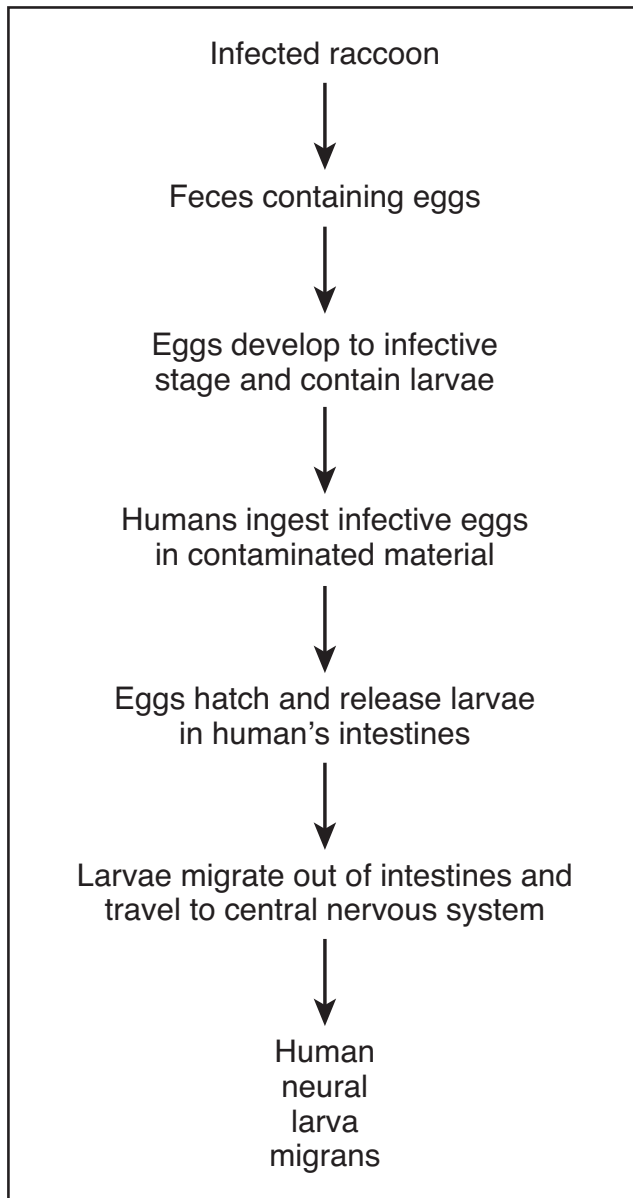 Infected raccoon
Feces containing eggs
Eggs develop to infective
stage and contain larvae
Humans ingest infective eggs
in contaminated material
Eggs hatch and release larvae
in human’s intestines
Larvae migrate out of intestines and
travel to central nervous system
Human
neural
larva
migrans